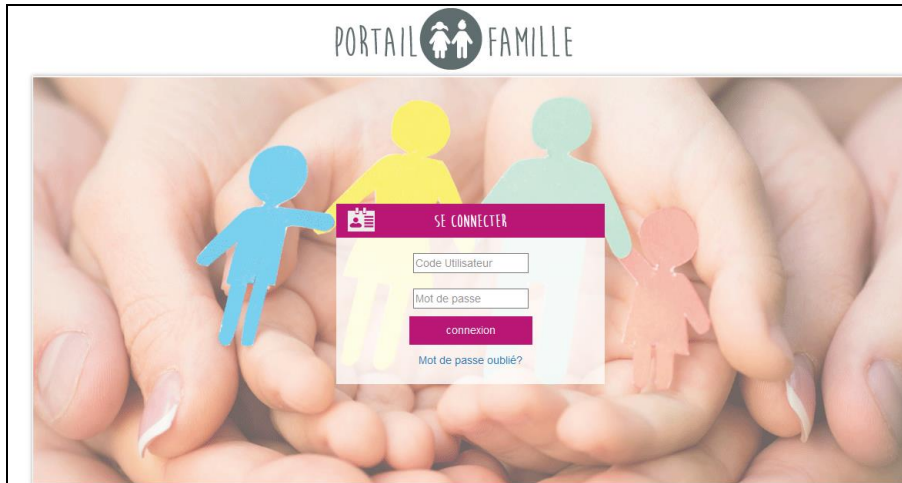 PORTAIL FAMILLE
SE CONNECTER
Code Utilisateur
Mot de passe
connexion
Mot de passe oublié?